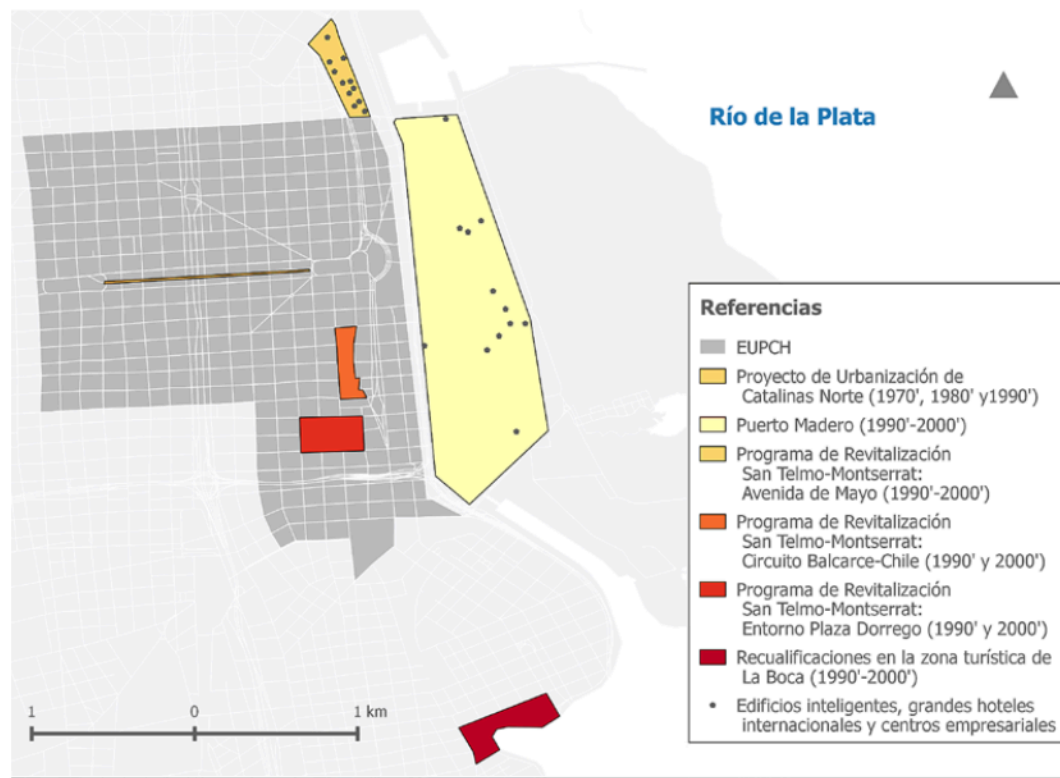 Río de la Plata
Referencias
EUPCH
Proyecto de Urbanización de
Catalinas Norte (1970', 1980' y1990')
Puerto Madero (1990'-2000')
Programa de Revitalización
San Telmo-Montserrat:
Avenida de Mayo (1990'-2000')
Programa de Revitalización
San Telmo-Montserrat:
Circuito Balcarce-Chile (1990' y 2000')
Programa de Revitalización
San Telmo-Montserrat:
Entorno Plaza Dorrego (1990' y 2000')
Recualificaciones en la zona turística de
La Boca (1990'-2000')
Edificios inteligentes, grandes hoteles
internacionales y centros empresariales
1 0 1 km